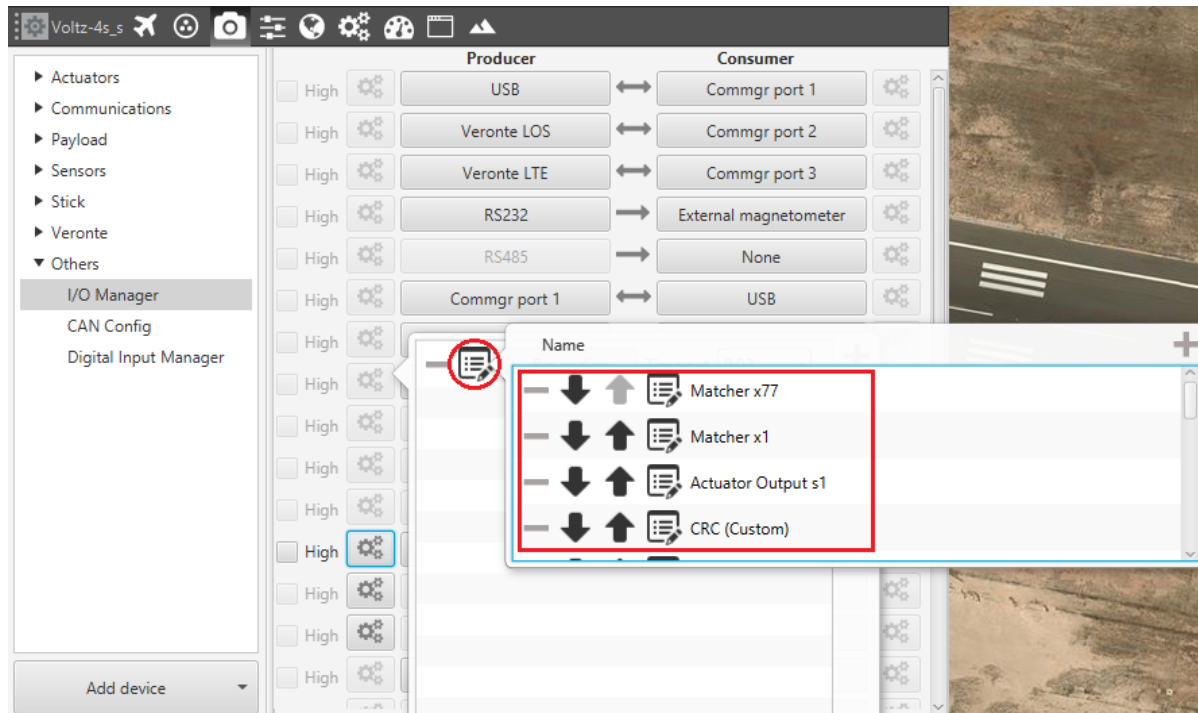 Voltz-4s_s
Producer Consumer
Actuators
Communications
Payload
Sensors
Stick
Veronte
Others
I/O Manager
CAN Config
Digital Input Manager
Add device
High USB Commgr port 1
High Veronte LOS Commgr port 2
High Veronte LTE Commgr port 3
High RS232 External magnetometer
High RS485 None
High Commgr port 1 USB
High
High
High
High
High
High
High
High
High
Name
Matcher x77
Matcher x1
Actuator Output s1
CRC (Custom)